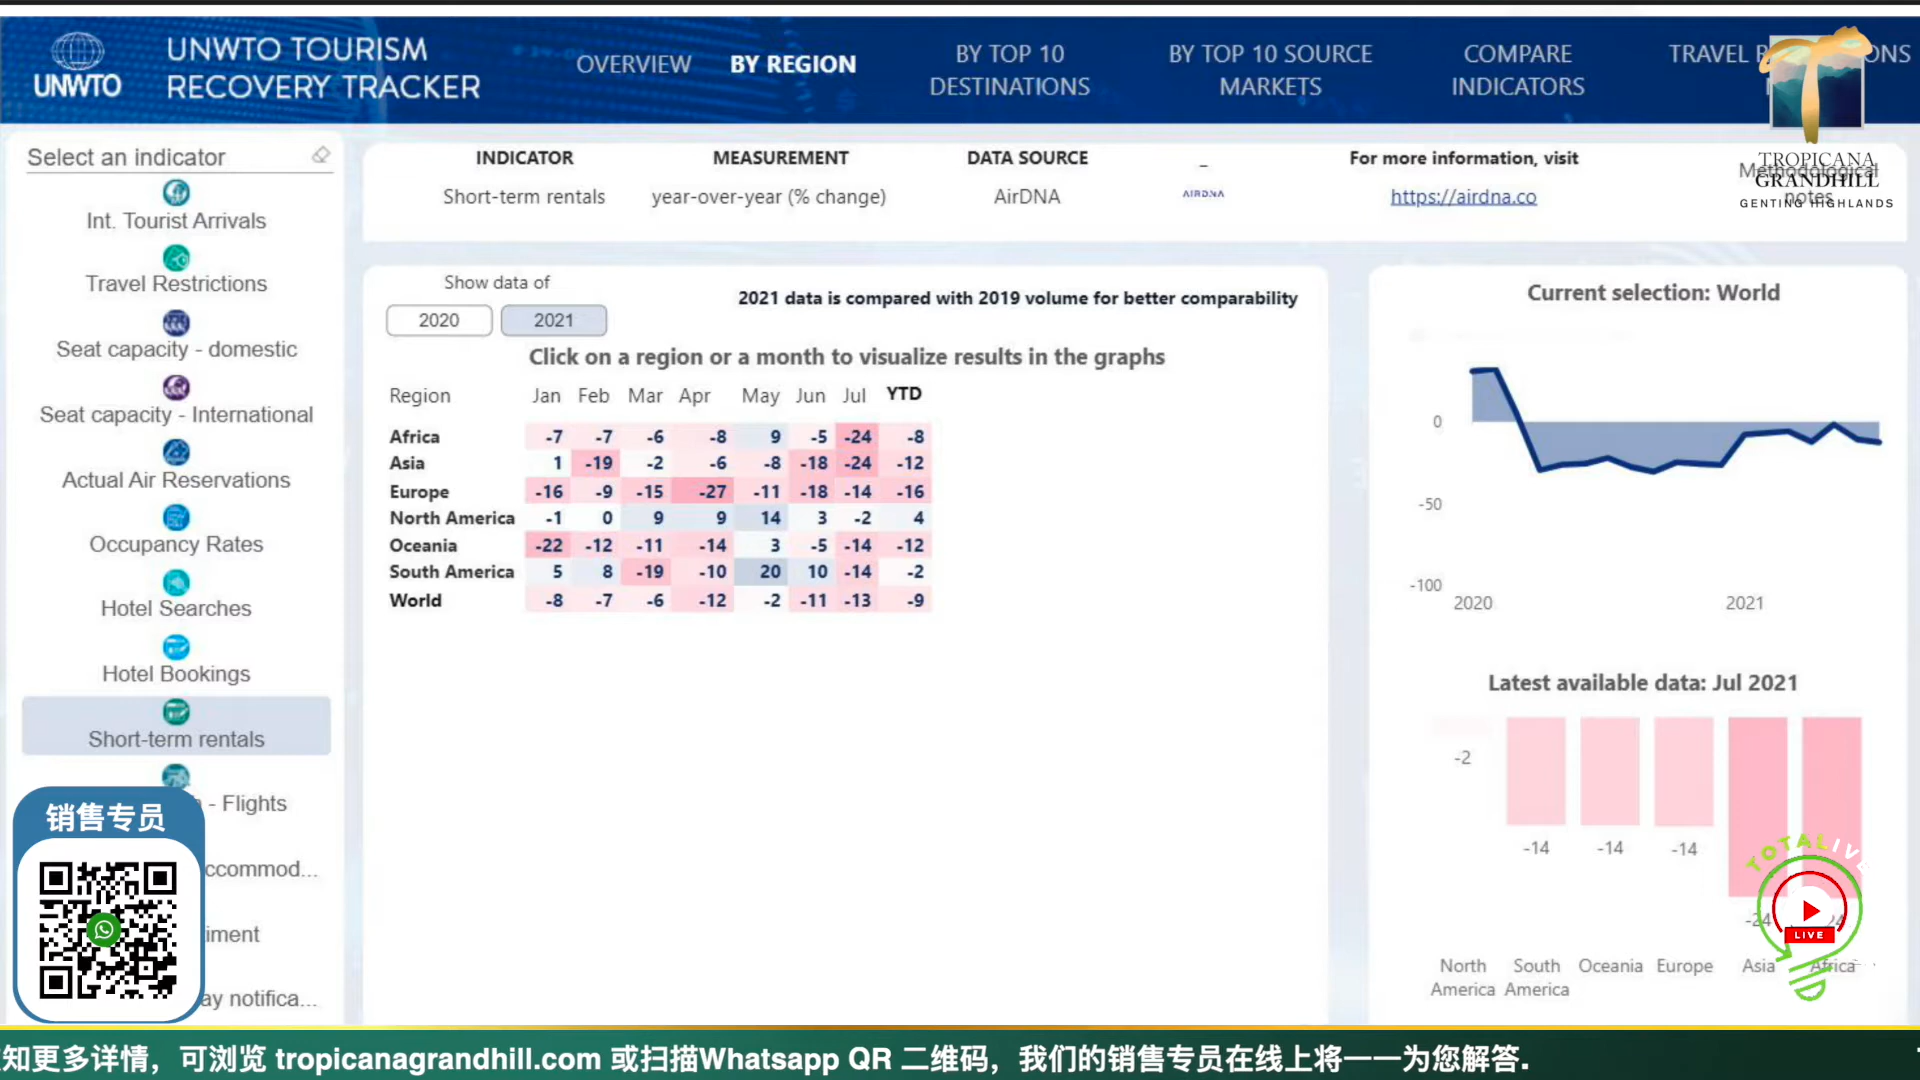 UNWTO
UNWTO TOURISM
RECOVERY TRACKER
OVERVIEW
BY REGION
BY TOP 10
DESTINATIONS
BY TOP 10 SOURCE
MARKETS
COMPARE
INDICATORS
TRAVEL
TROPICANA
GRANDHILL
GENTING HIGHLANDS
Select an indicator
Int. Tourist Arrivals
Travel Restrictions
Seat capacity - domestic
Seat capacity - International
Actual Air Reservations
Occupancy Rates
Hotel Searches
Hotel Bookings
Short-term rentals
- Flights
ccommod...
iment
ay notifica...
INDICATOR MEASUREMENT DATA SOURCE _ For more information, visit
Short-term rentals year-over-year (% change) AirDNA AIRDNA https://airdna.co
Methodological
notes
Show data of
2020 2021
2021 data is compared with 2019 volume for better comparability
Click on a region or a month to visualize results in the graphs
Region Jan Feb Mar Apr May Jun Jul YTD
Africa -7 -7 -6 -8 9 -5 -24 -8
Asia 1 -19 -2 -6 -8 -18 -24 -12
Europe -16 -9 -15 -27 -11 -18 -14 -16
North America -1 0 9 9 14 3 -2 4
Oceania -22 -12 -11 -14 3 -5 -14 -12
South America 5 8 -19 -10 20 10 -14 -2
World -8 -7 -6 -12 -2 -11 -13 -9
Current selection: World
0
-50
-100
2020 2021
Latest available data: Jul 2021
-2 -14 -14 -14 -24 24
North America South America Oceania Europe Asia Africa
TOTALIVE
LIVE
销售专员
知更多详情，可浏览 tropicanagrandhill.com 或扫描Whatsapp QR 二维码，我们的销售专员在线上将一一为您解答.